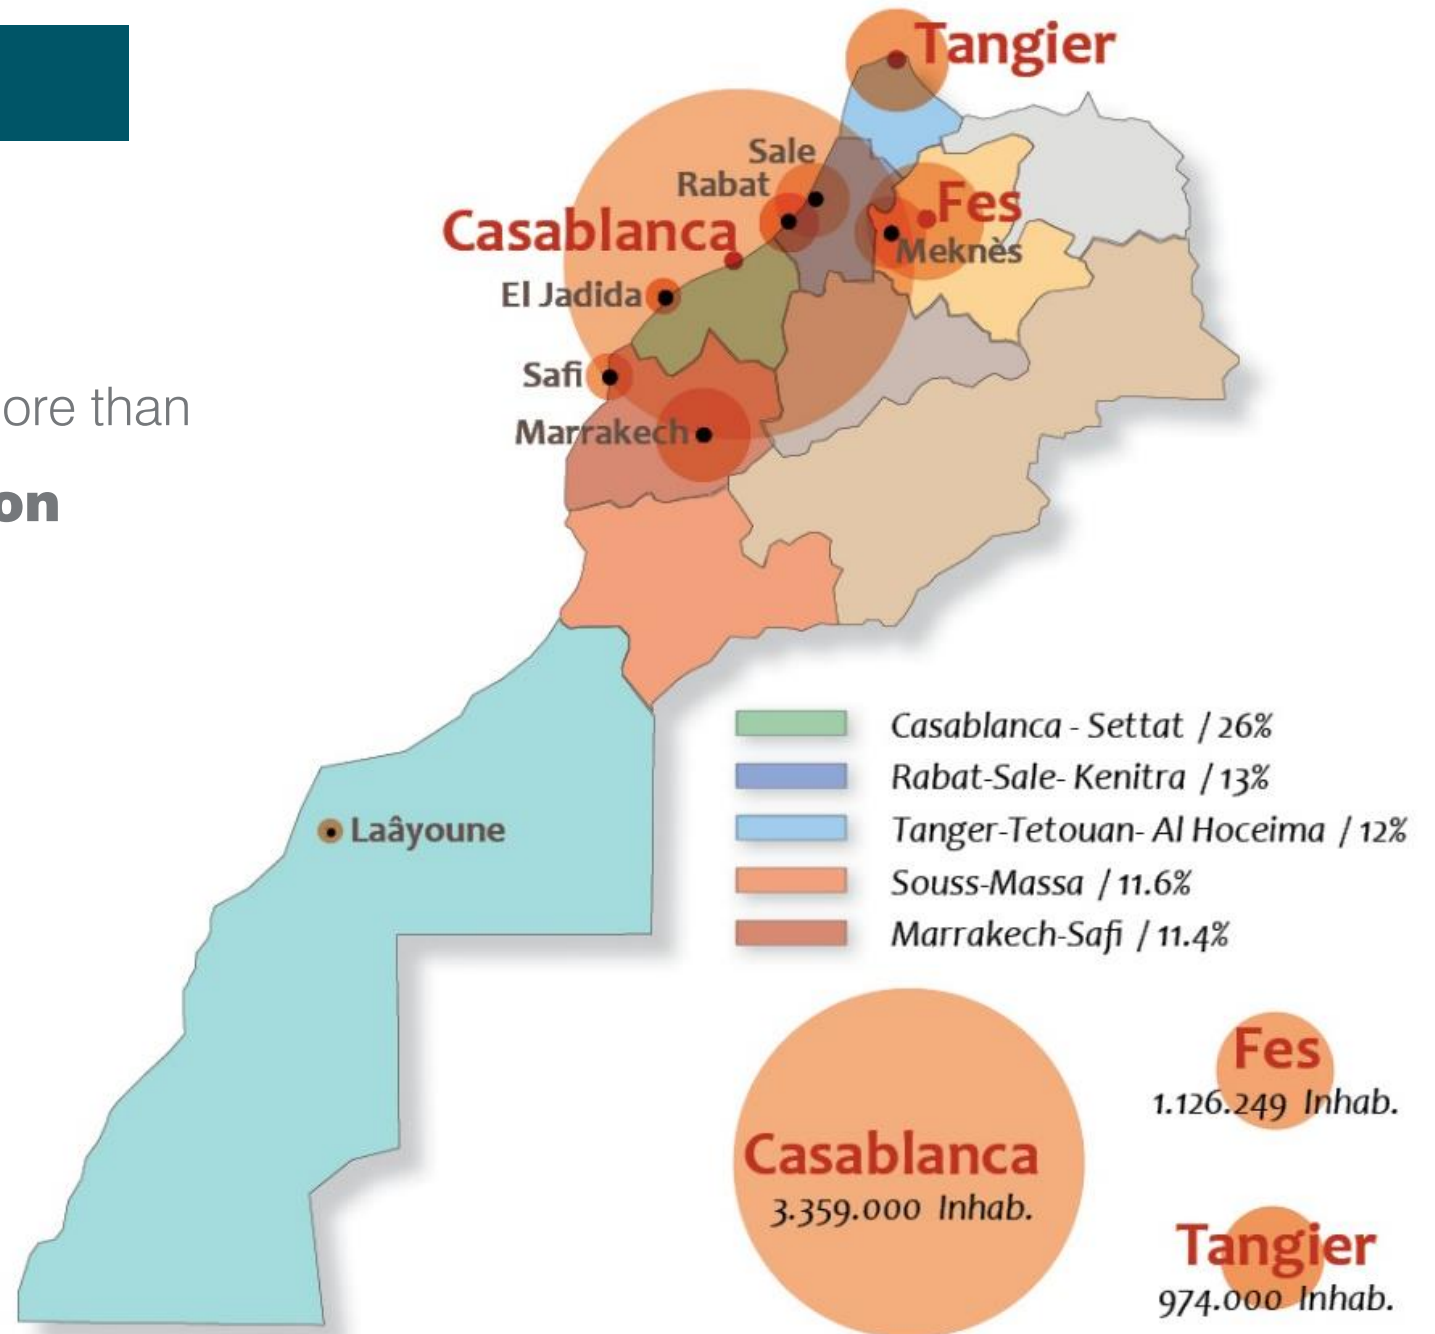 Tangier
Sale
Rabat
Casablanca
Fes
Meknès
El Jadida
Safi
ore than
Marrakech
on
Laâyoune
Casablanca - Settat / 26%
Rabat-Sale- Kenitra / 13%
Tanger-Tetouan- Al Hoceima / 12%
Souss-Massa / 11.6%
Marrakech-Safi / 11.4%
Fes
1.126.249 Inhab.
Casablanca
3.359.000 Inhab.
Tangier
974.000 Inhab.